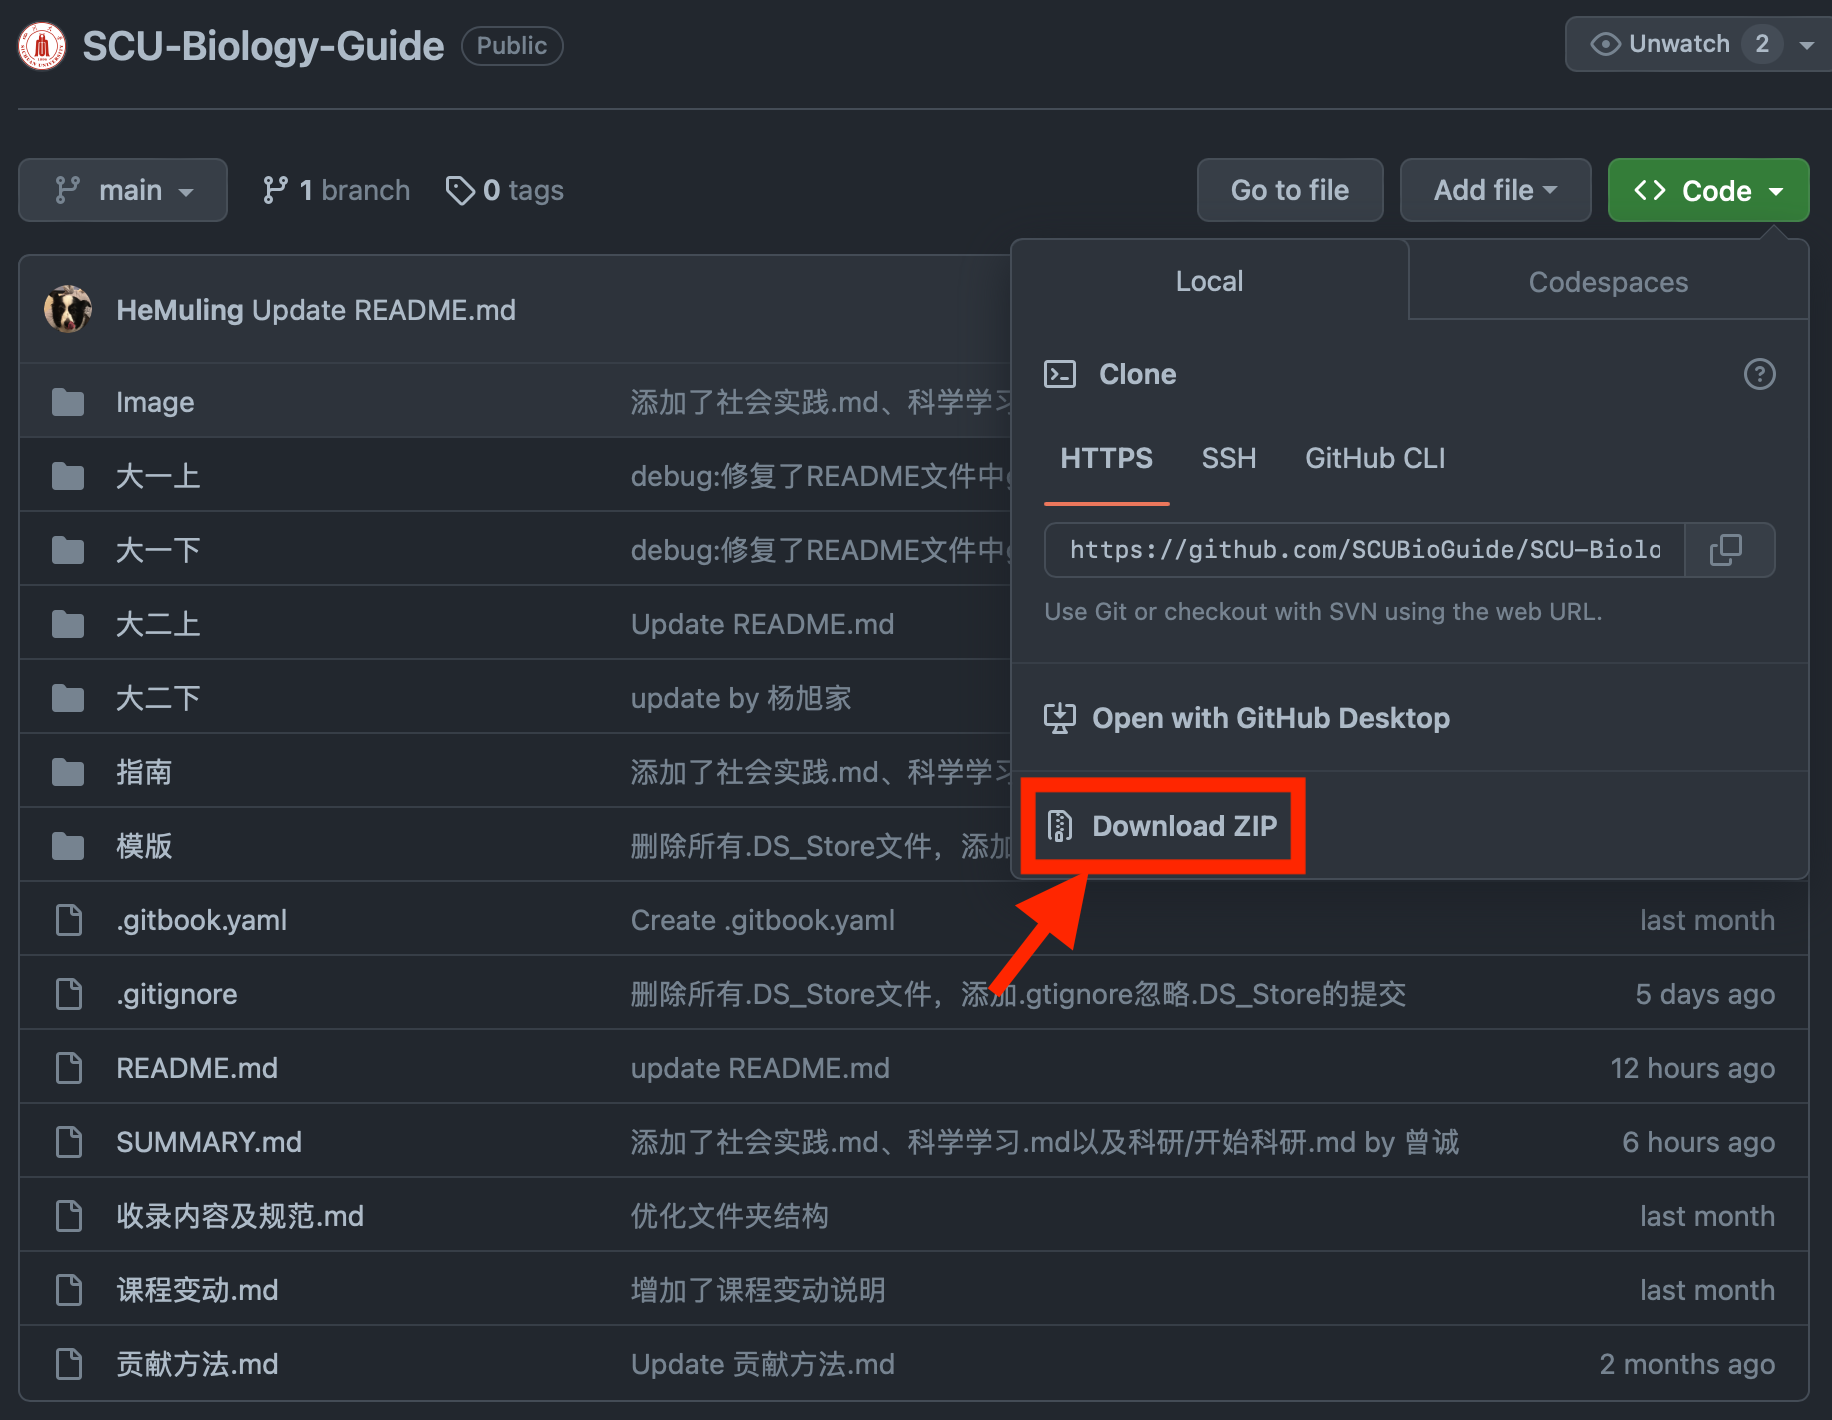 SCU-Biology-Guide Public
Unwatch 2
main 1 branch 0 tags
Go to file Add file Code
HeMuling Update README.md
Local Codespaces
Clone
HTTPS SSH GitHub CLI
https://github.com/SCUBioGuide/SCU-Biolo
Use Git or checkout with SVN using the web URL.
Open with GitHub Desktop
Download ZIP
Image 添加了社会实践.md、科学学习
大一上 debug:修复了README文件中
大一下 debug:修复了README文件中
大二上 Update README.md
大二下 update by 杨旭家
指南 添加了社会实践.md、科学学习
模版 删除所有.DS_Store文件，添加
.gitbook.yaml Create .gitbook.yaml last month
.gitignore 删除所有.DS_Store文件，添加.gtignore忽略.DS_Store的提交 5 days ago
README.md update README.md 12 hours ago
SUMMARY.md 添加了社会实践.md、科学学习.md以及科研/开始科研.md by 曾诚 6 hours ago
收录内容及规范.md 优化文件夹结构 last month
课程变动.md 增加了课程变动说明 last month
贡献方法.md Update 贡献方法.md 2 months ago